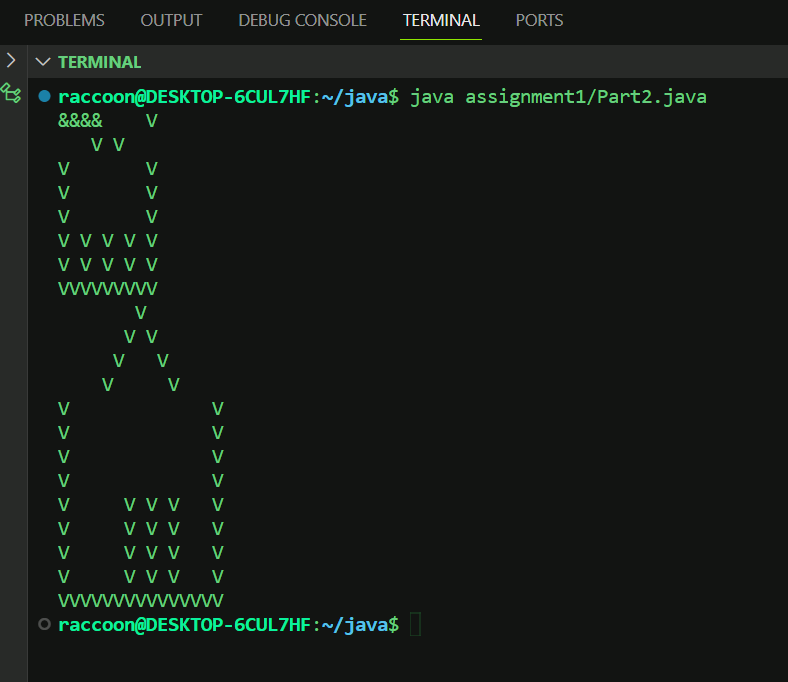 PROBLEMS OUTPUT DEBUG CONSOLE TERMINAL PORTS
TERMINAL
raccoon@DESKTOP-6CUL7HF:~/java$ java assignment1/Part2.java
&&&&    V
   V V
V       V
V       V
V       V
V V V V V
V V V V V
VVVVVVVVV
       V
      V V
     V   V
    V     V
V             V
V             V
V             V
V             V
V     V V V   V
V     V V V   V
V     V V V   V
V     V V V   V
VVVVVVVVVVVVVVV
raccoon@DESKTOP-6CUL7HF:~/java$